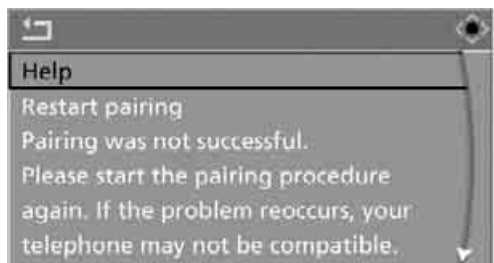 Help
Restart pairing
Pairing was not successful.
Please start the pairing procedure
again. If the problem reoccurs, your
telephone may not be compatible.